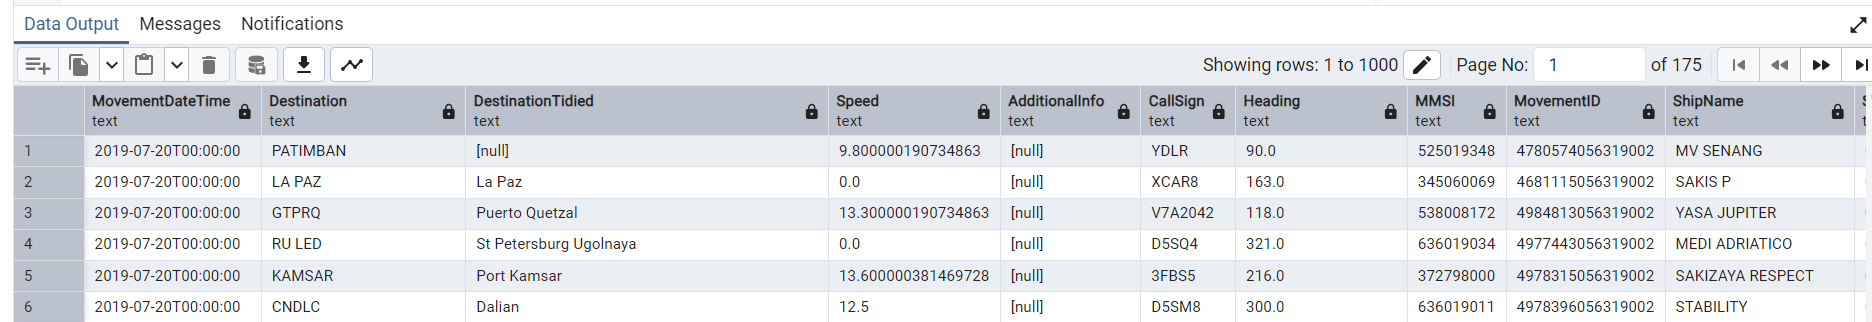 Data Output Messages Notifications
Showing rows: 1 to 1000 Page No: 1 of 175
MovementDateTime Destination DestinationTidied Speed AdditionalInfo CallSign Heading MMSI MovementID ShipName
text text text text text text text text text text
1 2019-07-20T00:00:00 PATIMBAN [null] 9.800000190734863 [null] YDLR 90.0 525019348 4780574056319002 MV SENANG
2 2019-07-20T00:00:00 LA PAZ La Paz 0.0 [null] XCAR8 163.0 345060069 4681115056319002 SAKIS P
3 2019-07-20T00:00:00 GTPRQ Puerto Quetzal 13.300000190734863 [null] V7A2042 118.0 538008172 4984813056319002 YASA JUPITER
4 2019-07-20T00:00:00 RU LED St Petersburg Ugolnaya 0.0 [null] D5SQ4 321.0 636019034 4977443056319002 MEDI ADRIATICO
5 2019-07-20T00:00:00 KAMSAR Port Kamsar 13.600000381469728 [null] 3FBS5 216.0 372798000 4978315056319002 SAKIZAYA RESPECT
6 2019-07-20T00:00:00 CNDLC Dalian 12.5 [null] D5SM8 300.0 636019011 4978396056319002 STABILITY